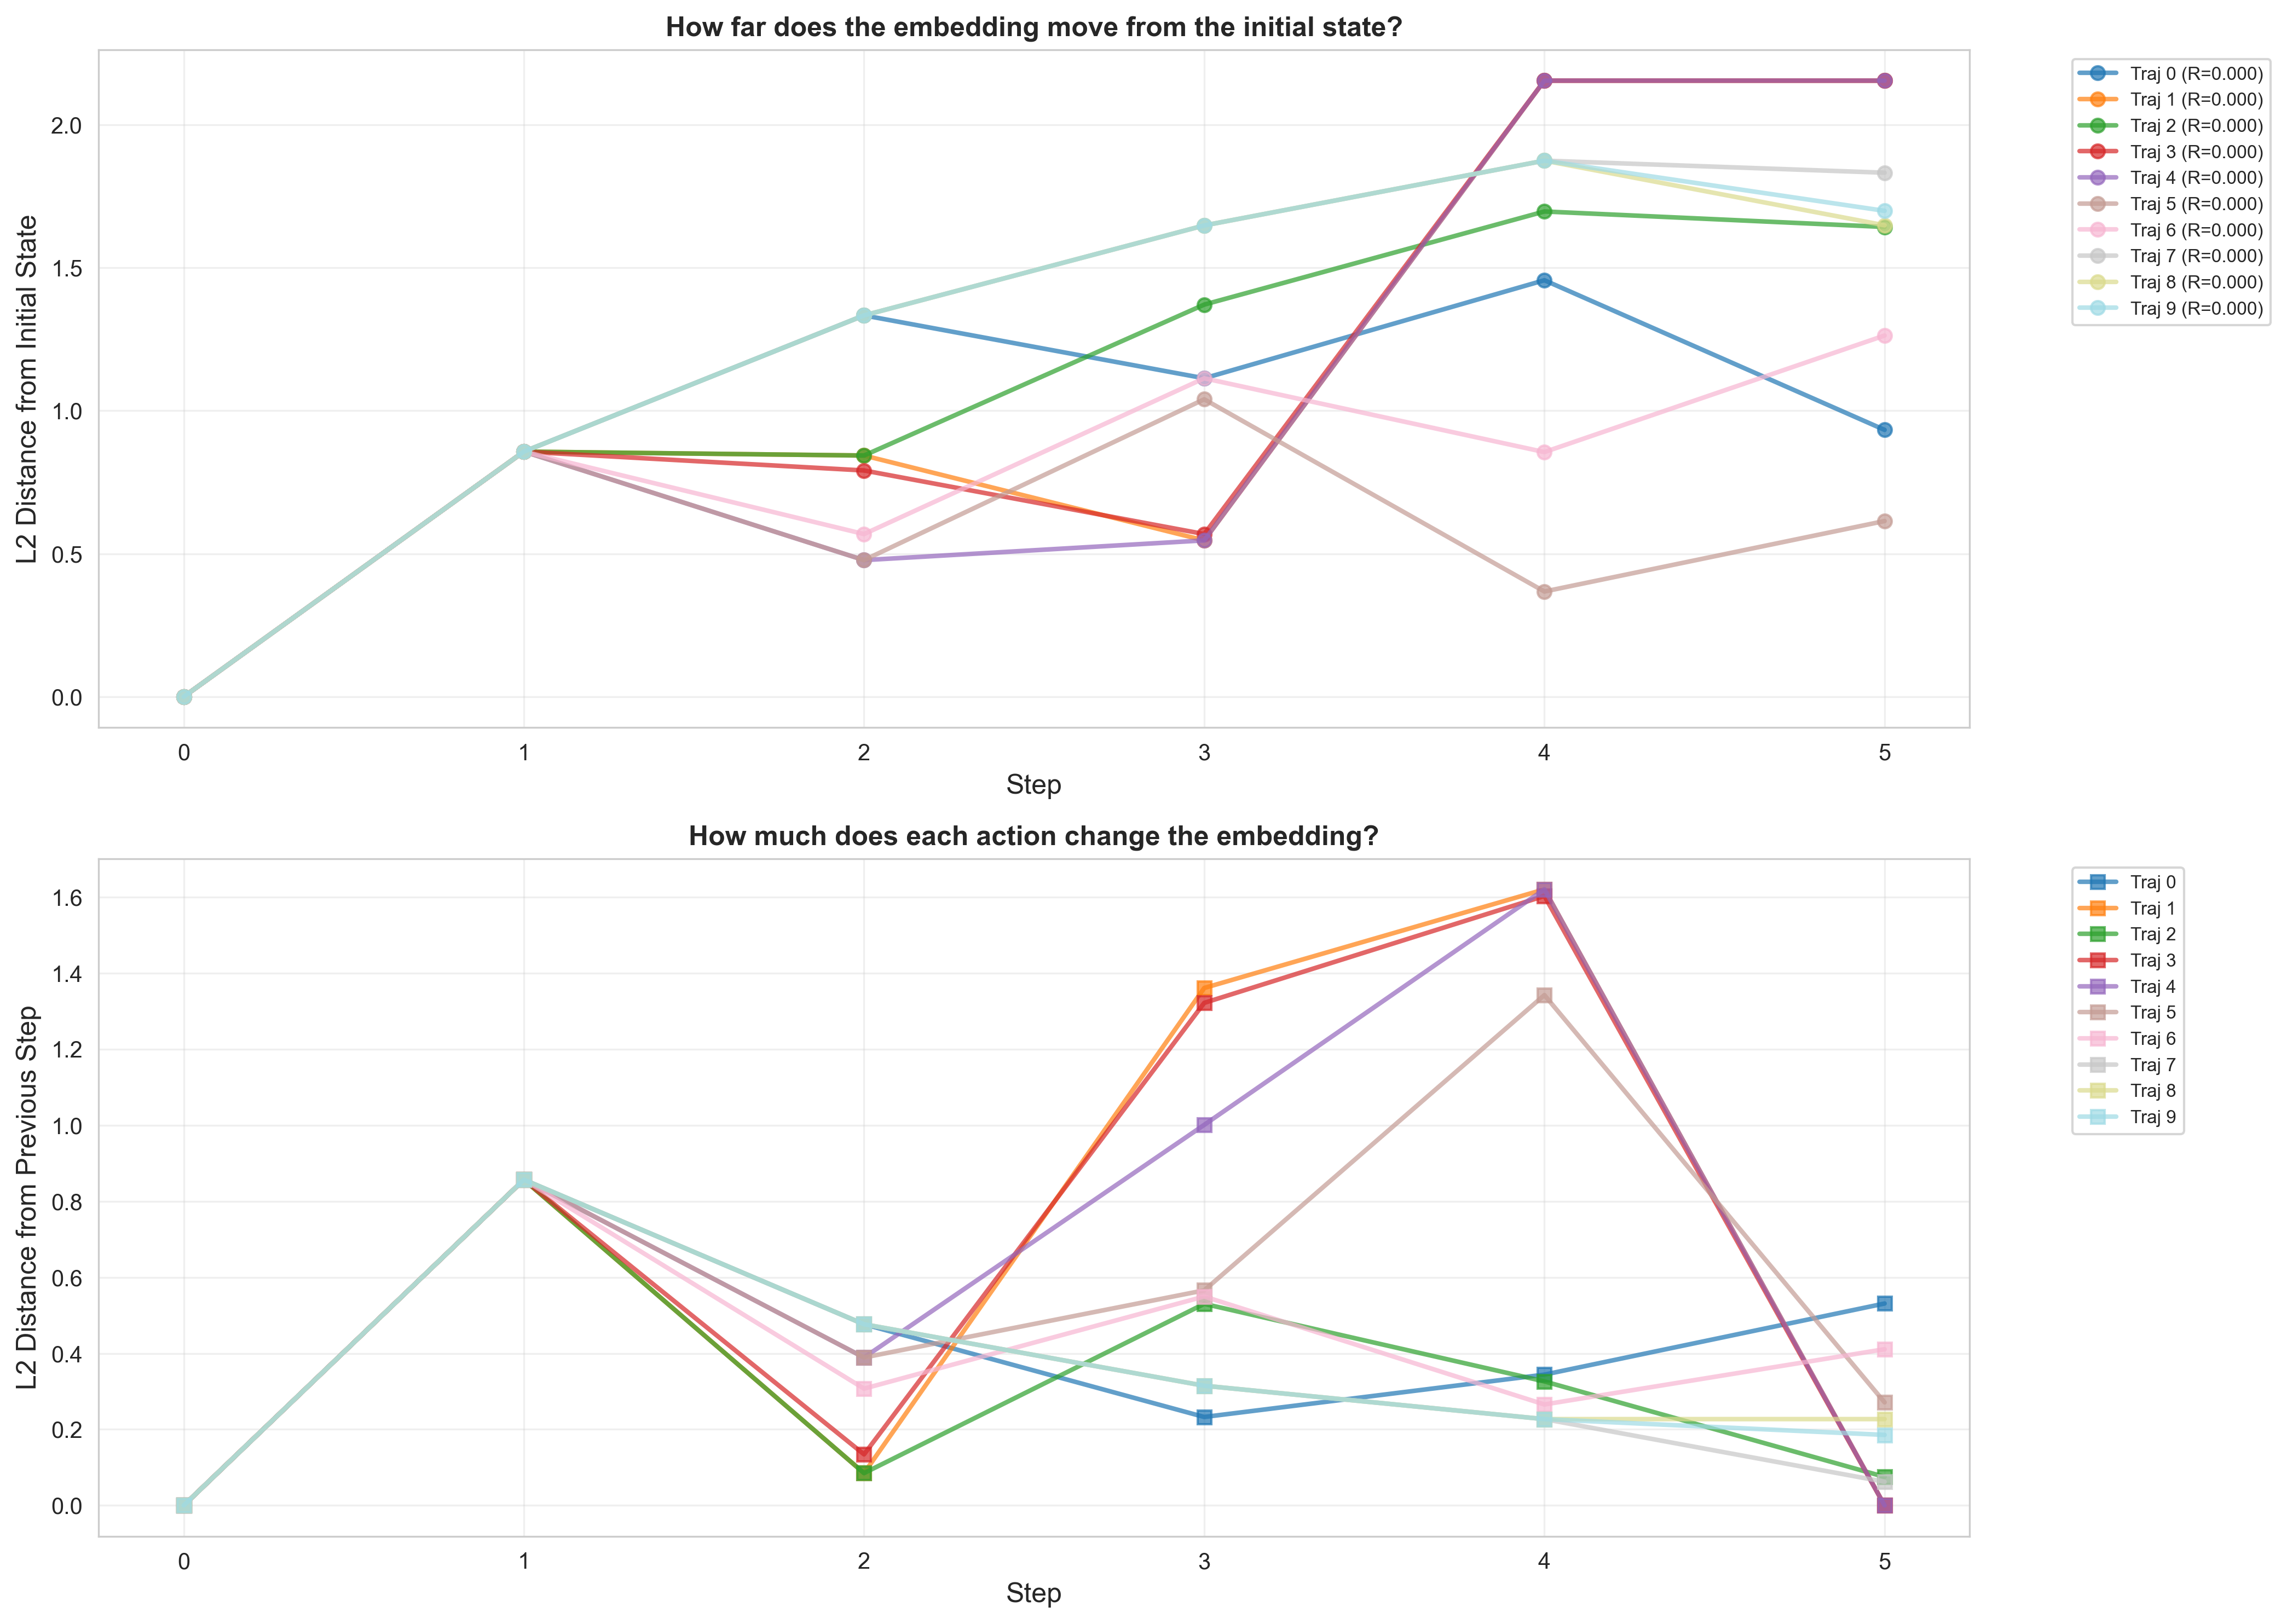 How far does the embedding move from the initial state?
L2 Distance from Initial State
2.0
1.5
1.0
0.5
0.0
0 1 2 3 4 5
Step
Traj 0 (R=0.000)
Traj 1 (R=0.000)
Traj 2 (R=0.000)
Traj 3 (R=0.000)
Traj 4 (R=0.000)
Traj 5 (R=0.000)
Traj 6 (R=0.000)
Traj 7 (R=0.000)
Traj 8 (R=0.000)
Traj 9 (R=0.000)
How much does each action change the embedding?
L2 Distance from Previous Step
1.6
1.4
1.2
1.0
0.8
0.6
0.4
0.2
0.0
0 1 2 3 4 5
Step
Traj 0
Traj 1
Traj 2
Traj 3
Traj 4
Traj 5
Traj 6
Traj 7
Traj 8
Traj 9